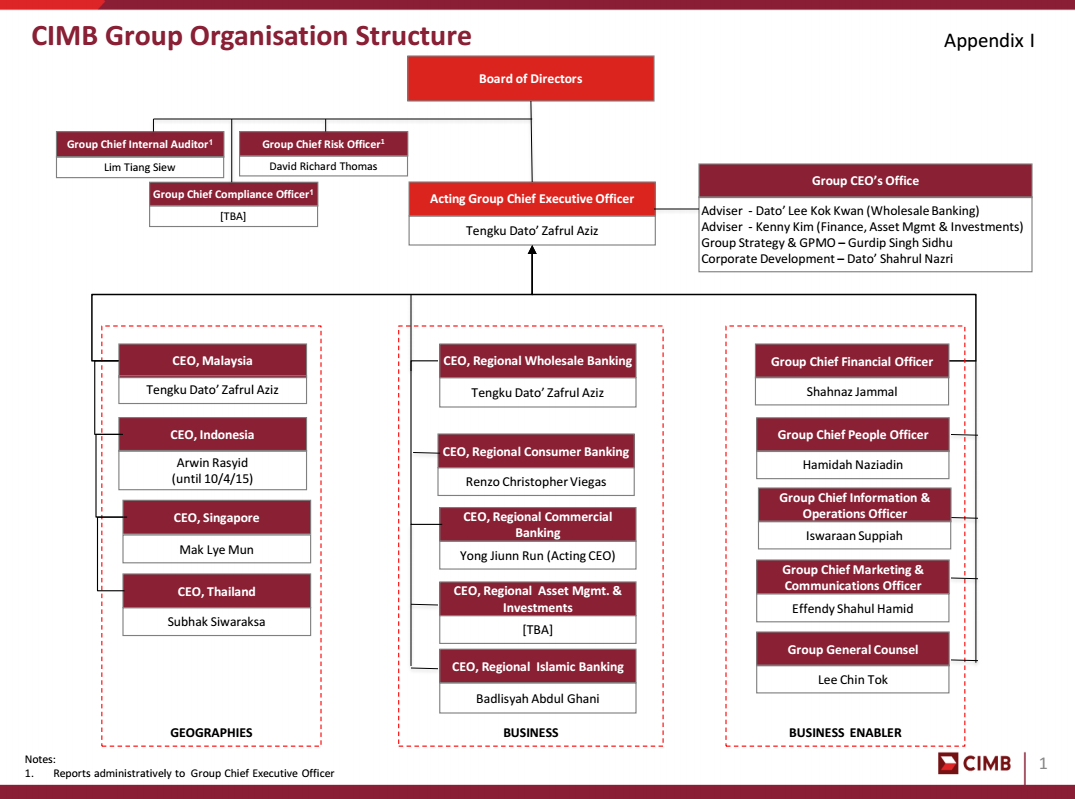 CIMB Group Organisation Structure
Appendix I
Board of Directors
Group Chief Internal Auditor¹
Lim Tiang Siew
Group Chief Risk Officer¹
David Richard Thomas
Group Chief Compliance Officer¹
[TBA]
Acting Group Chief Executive Officer
Tengku Dato’ Zafrul Aziz
Group CEO’s Office
Adviser - Dato’ Lee Kok Kwan (Wholesale Banking)
Adviser - Kenny Kim (Finance, Asset Mgmt & Investments)
Group Strategy & GPMO – Gurdip Singh Sidhu
Corporate Development – Dato’ Shahrul Nazri
CEO, Malaysia
Tengku Dato’ Zafrul Aziz
CEO, Indonesia
Arwin Rasyid
(until 10/4/15)
CEO, Singapore
Mak Lye Mun
CEO, Thailand
Subhak Siwaraksa
GEOGRAPHIES
CEO, Regional Wholesale Banking
Tengku Dato’ Zafrul Aziz
CEO, Regional Consumer Banking
Renzo Christopher Viegas
CEO, Regional Commercial
Banking
Yong Jiunn Run (Acting CEO)
CEO, Regional Asset Mgmt. &
Investments
[TBA]
CEO, Regional Islamic Banking
Badlisyah Abdul Ghani
BUSINESS
Group Chief Financial Officer
Shahnaz Jammal
Group Chief People Officer
Hamidah Naziadin
Group Chief Information &
Operations Officer
Iswaraan Suppiah
Group Chief Marketing &
Communications Officer
Effendy Shahul Hamid
Group General Counsel
Lee Chin Tok
BUSINESS ENABLER
Notes:
1. Reports administratively to Group Chief Executive Officer
CIMB
1